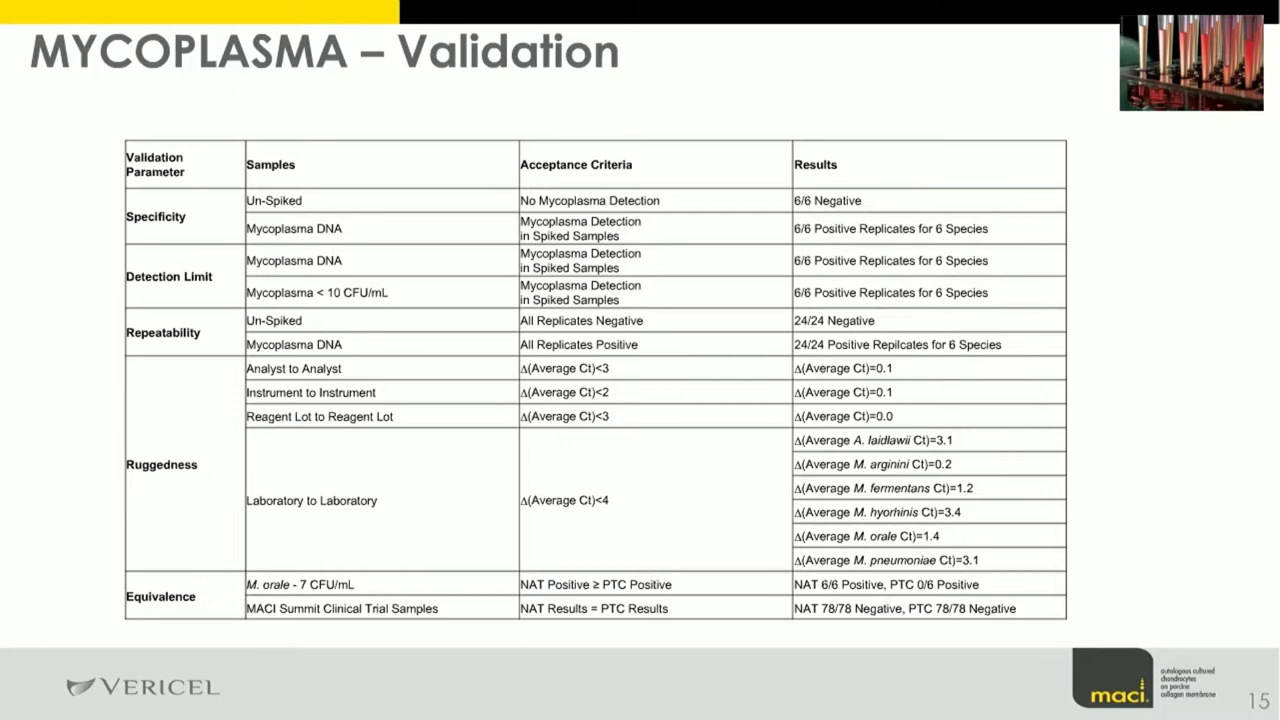 MYCOPLASMA – Validation
Validation
Parameter
Samples
Acceptance Criteria
Results
Specificity
Un-Spiked
No Mycoplasma Detection
6/6 Negative
Mycoplasma DNA
Mycoplasma Detection
in Spiked Samples
6/6 Positive Replicates for 6 Species
Detection Limit
Mycoplasma DNA
Mycoplasma Detection
in Spiked Samples
6/6 Positive Replicates for 6 Species
Mycoplasma < 10 CFU/mL
Mycoplasma Detection
in Spiked Samples
6/6 Positive Replicates for 6 Species
Repeatability
Un-Spiked
All Replicates Negative
24/24 Negative
Mycoplasma DNA
All Replicates Positive
24/24 Positive Repilcates for 6 Species
Ruggedness
Analyst to Analyst
Δ(Average Ct)<3
Δ(Average Ct)=0.1
Instrument to Instrument
Δ(Average Ct)<2
Δ(Average Ct)=0.1
Reagent Lot to Reagent Lot
Δ(Average Ct)<3
Δ(Average Ct)=0.0
Laboratory to Laboratory
Δ(Average Ct)<4
Δ(Average A. laidlawii Ct)=3.1
Δ(Average M. arginini Ct)=0.2
Δ(Average M. fermentans Ct)=1.2
Δ(Average M. hyorhinis Ct)=3.4
Δ(Average M. orale Ct)=1.4
Δ(Average M. pneumoniae Ct)=3.1
Equivalence
M. orale - 7 CFU/mL
NAT Positive ≥ PTC Positive
NAT 6/6 Positive, PTC 0/6 Positive
MACI Summit Clinical Trial Samples
NAT Results = PTC Results
NAT 78/78 Negative, PTC 78/78 Negative
VERICEL
maci.
autologous cultured
chondrocytes
on porcine
collagen membrane
15